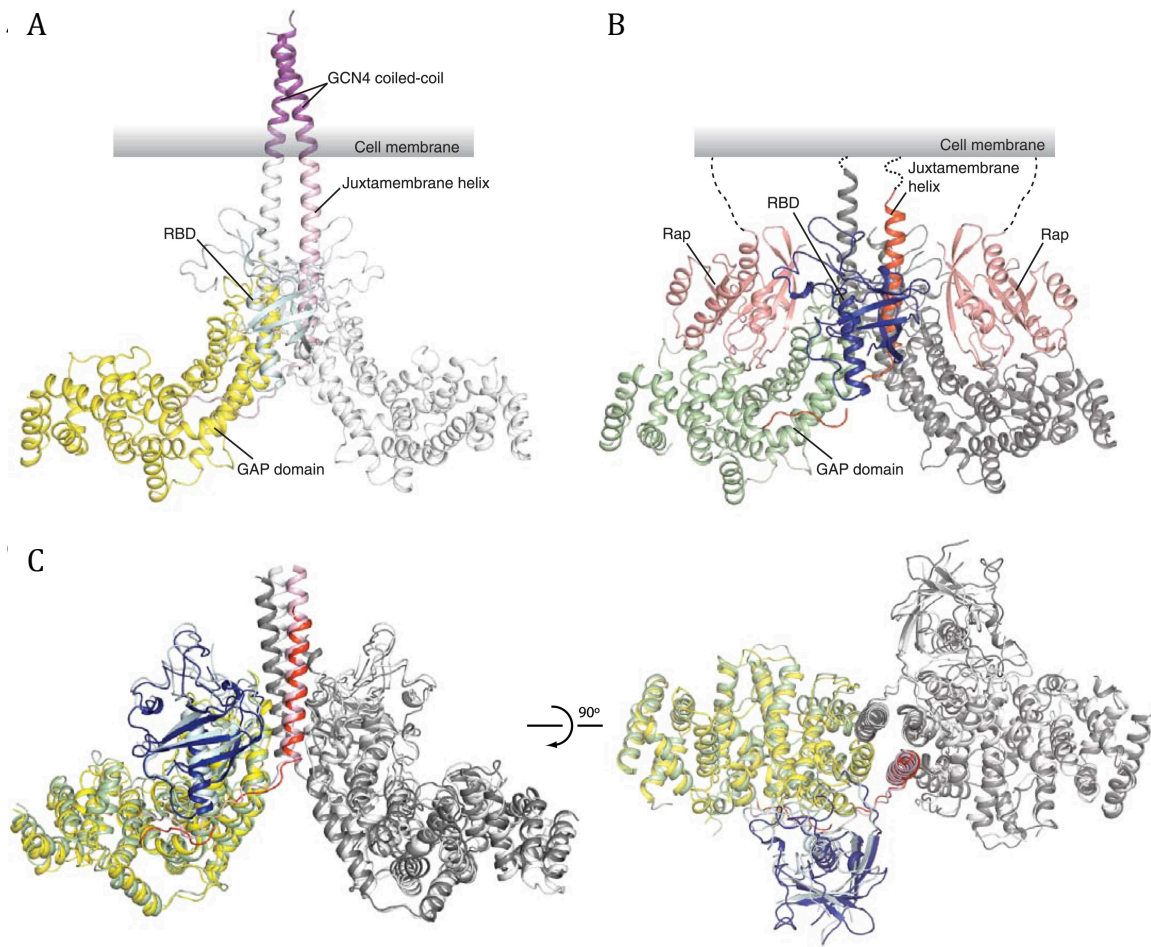 A
B
GCN4 coiled-coil
Cell membrane
Juxtamembrane helix
RBD
GAP domain
Cell membrane
Juxtamembrane
helix
RBD
Rap
Rap
GAP domain
C
90º